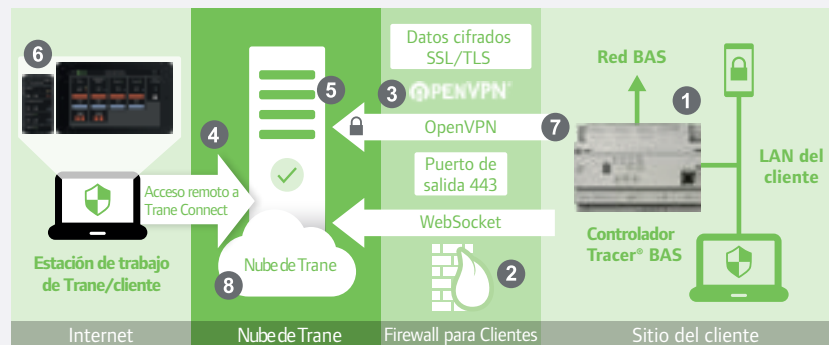 6
Acceso remoto a
Trane Connect
Estación de trabajo
de Trane/cliente
Internet
4
5
Nube de Trane
8
Nube de Trane
Datos cifrados
SSL/TLS
3
OPENVPN
OpenVPN
7
Puerto de
salida 443
WebSocket
2
Firewall para Clientes
Red BAS
1
LAN del
cliente
Controlador
Tracer® BAS
Sitio del cliente